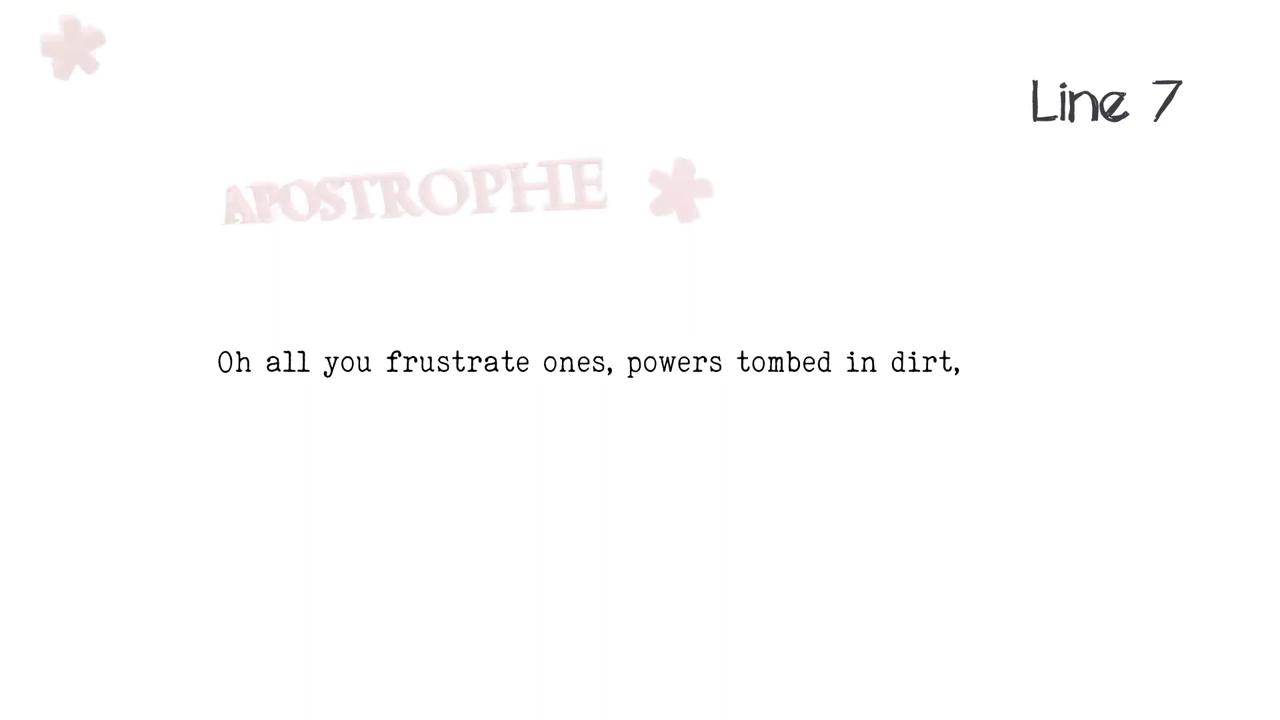 Line 7
APOSTROPHE *
Oh all you frustrate ones, powers tombed in dirt,